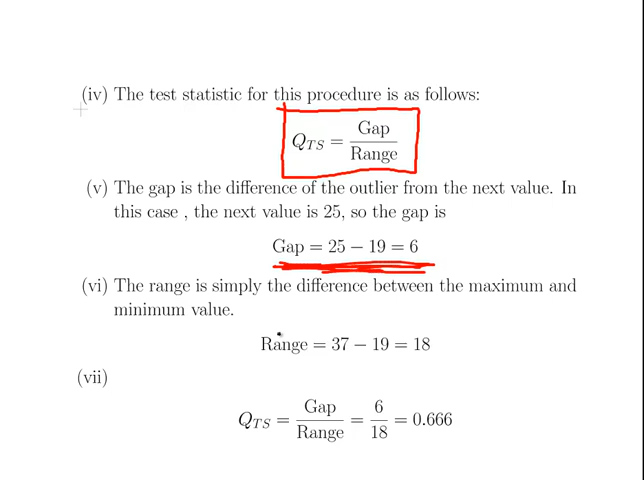 (iv) The test statistic for this procedure is as follows:
Q_TS = Gap / Range
(v) The gap is the difference of the outlier from the next value. In
this case , the next value is 25, so the gap is
Gap = 25 − 19 = 6
(vi) The range is simply the difference between the maximum and
minimum value.
Range = 37 − 19 = 18
(vii)
Q_TS = Gap / Range = 6 / 18 = 0.666